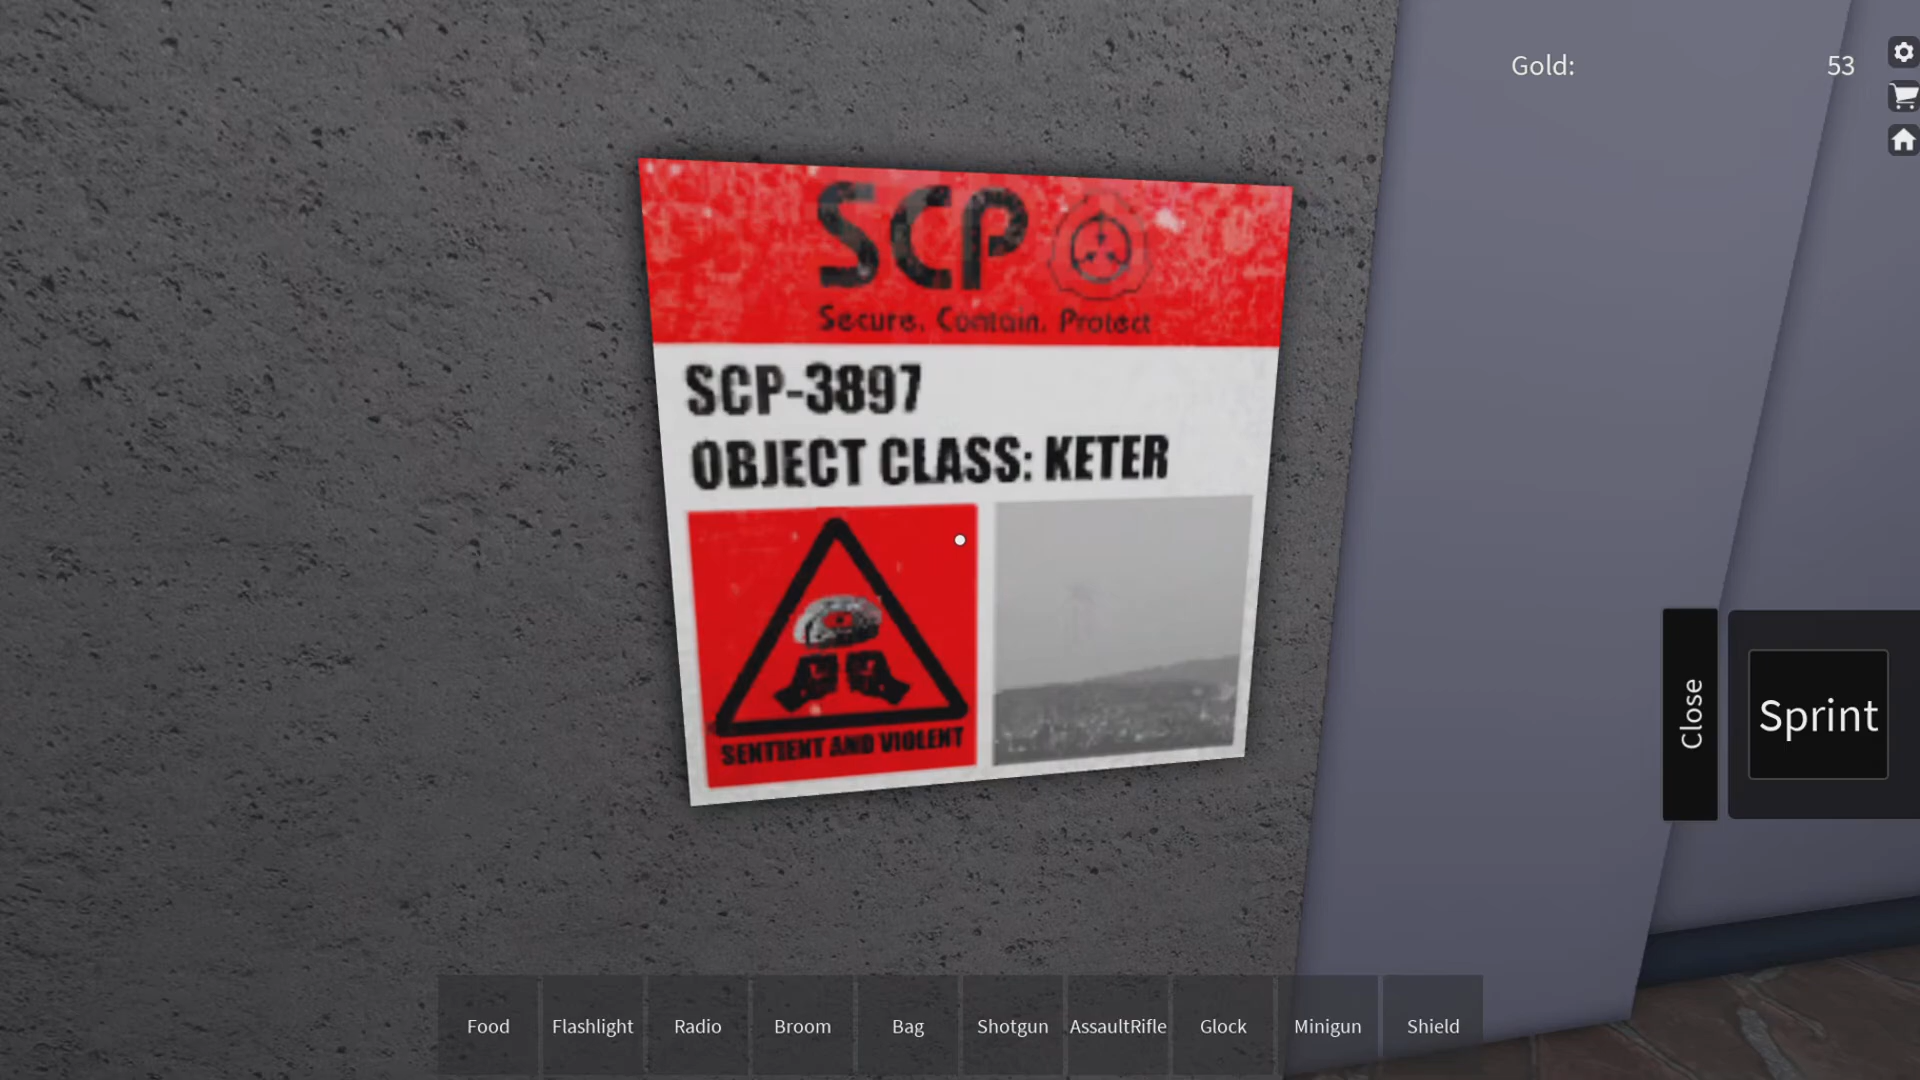 Gold: 53
SCP
Secure. Contain. Protect
SCP-3897
OBJECT CLASS: KETER
SENTIENT AND VIOLENT
Close
Sprint
Food Flashlight Radio Broom Bag Shotgun AssaultRifle Glock Minigun Shield